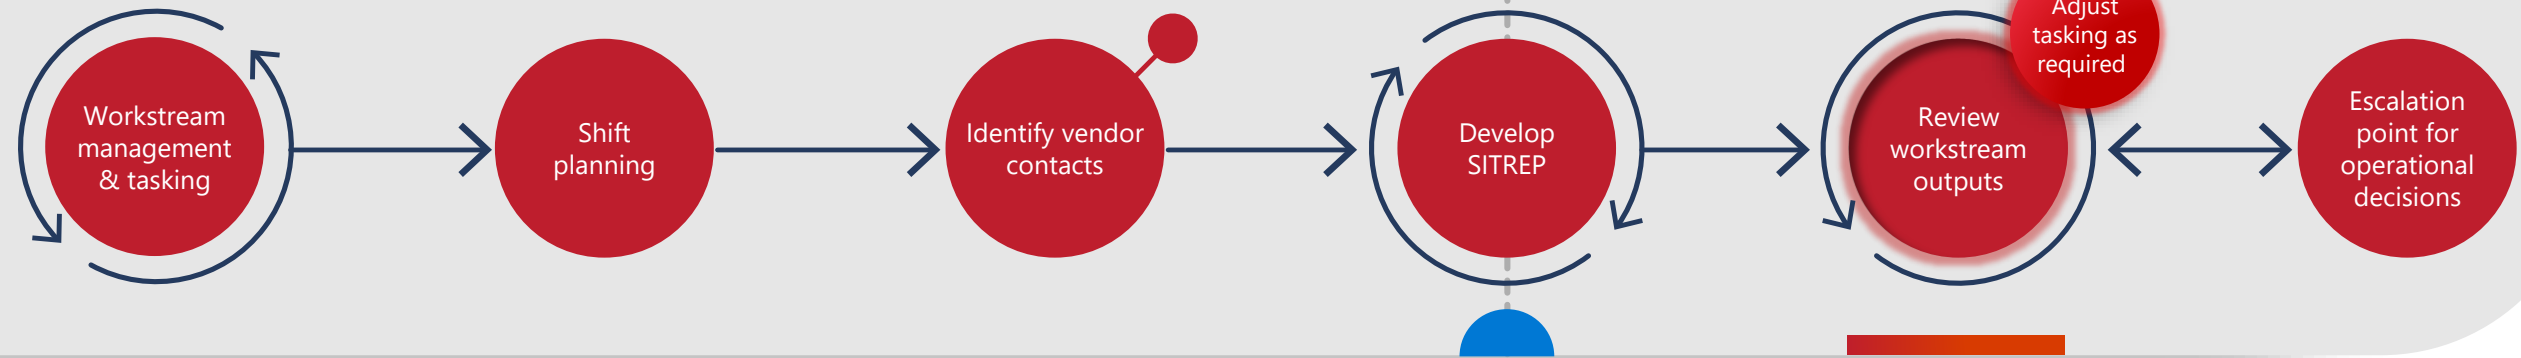 Workstream
management
& tasking
Shift
planning
Identify vendor
contacts
Develop
SITREP
Review
workstream
outputs
Adjust
tasking as
required
Escalation
point for
operational
decisions